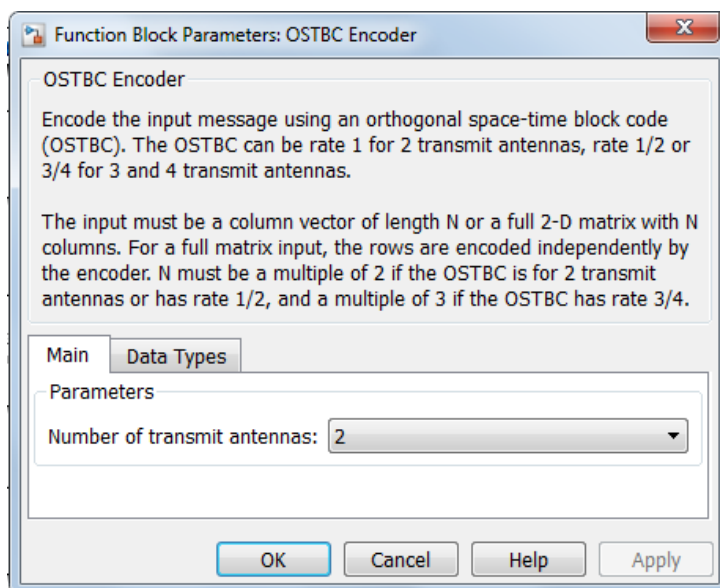 Function Block Parameters: OSTBC Encoder
X
OSTBC Encoder
Encode the input message using an orthogonal space-time block code
(OSTBC). The OSTBC can be rate 1 for 2 transmit antennas, rate 1/2 or
3/4 for 3 and 4 transmit antennas.
The input must be a column vector of length N or a full 2-D matrix with N
columns. For a full matrix input, the rows are encoded independently by
the encoder. N must be a multiple of 2 if the OSTBC is for 2 transmit
antennas or has rate 1/2, and a multiple of 3 if the OSTBC has rate 3/4.
Main Data Types
Parameters
Number of transmit antennas: 2
OK Cancel Help Apply